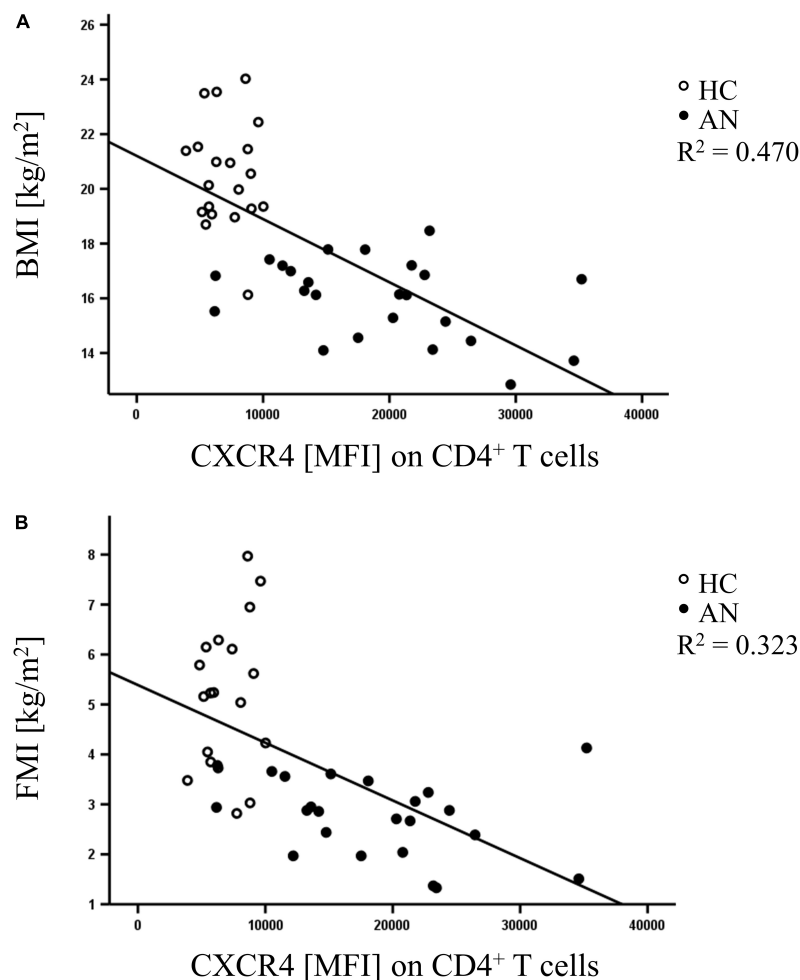 A
26
24
22
20
18
16
14
BMI [kg/m²]
0 10000 20000 30000 40000
CXCR4 [MFI] on CD4⁺ T cells
HC
AN
R² = 0.470
B
8
7
6
5
4
3
2
1
FMI [kg/m²]
0 10000 20000 30000 40000
CXCR4 [MFI] on CD4⁺ T cells
HC
AN
R² = 0.323